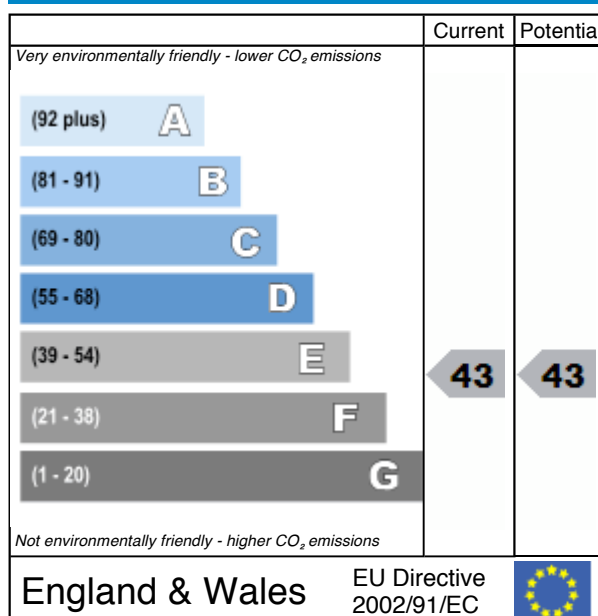 Current Potentia
Very environmentally friendly - lower CO₂ emissions
(92 plus) A
(81 - 91) B
(69 - 80) C
(55 - 68) D
(39 - 54) E
43 43
(21 - 38) F
(1 - 20) G
Not environmentally friendly - higher CO₂ emissions
England & Wales
EU Directive
2002/91/EC